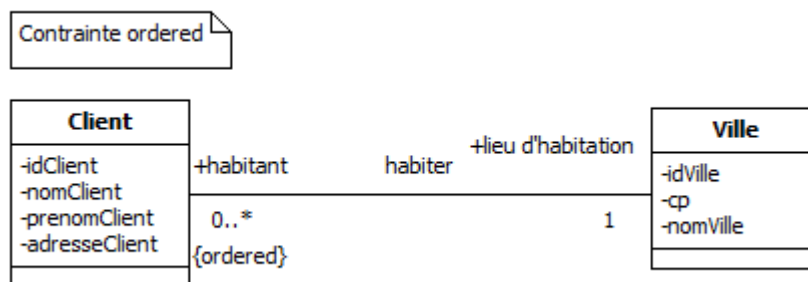 Contrainte ordered
Client
-idClient
-nomClient
-prenomClient
-adresseClient
+habitant
habiter
+lieu d'habitation
0..*
1
{ordered}
Ville
-idVille
-cp
-nomVille